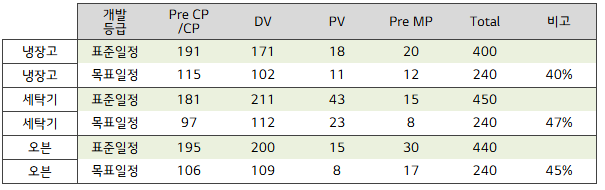 개발 등급 Pre CP /CP DV PV Pre MP Total 비고
냉장고 표준일정 191 171 18 20 400
냉장고 목표일정 115 102 11 12 240 40%
세탁기 표준일정 181 211 43 15 450
세탁기 목표일정 97 112 23 8 240 47%
오븐 표준일정 195 200 15 30 440
오븐 목표일정 106 109 8 17 240 45%